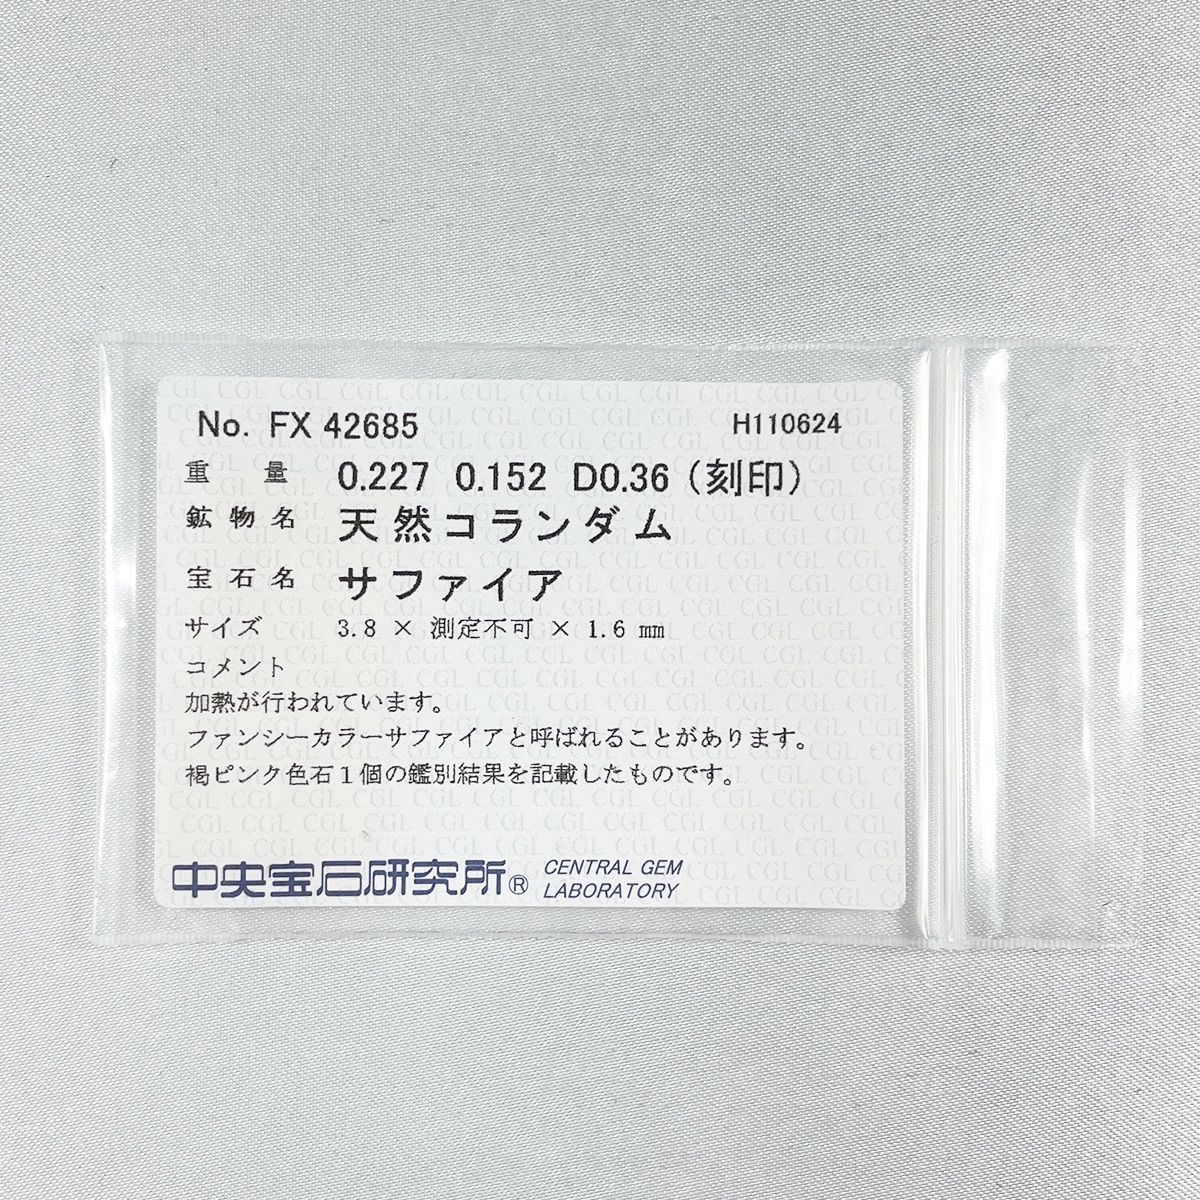 No. FX 42685 H110624
重量 0.227 0.152 D0.36 (刻印)
鉱物名 天然コランダム
宝石名 サファイア
サイズ 3.8 × 測定不可 × 1.6 ㎜
コメント
加熱が行われています。
ファンシーカラーサファイアと呼ばれることがあります。
褐ピンク色石1個の鑑別結果を記載したものです。
中央宝石研究所® CENTRAL GEM
LABORATORY